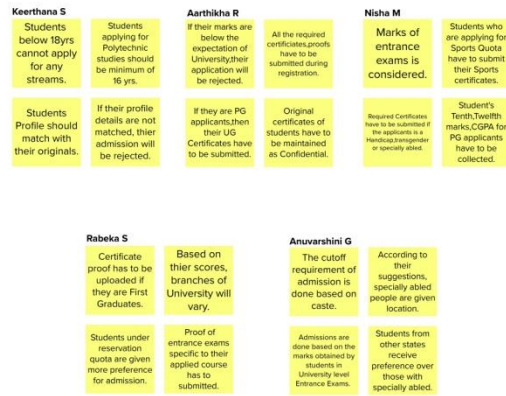 Keerthana S
Students
below 18yrs
cannot apply
for any
streams.
Students
applying for
Polytechnic
studies should
be minimum of
16 yrs.
Students
Profile should
match with
their originals.
If their profile
details are not
matched, thier
admission will
be rejected.
Aarthikha R
If their marks are
below the
expectation of
University,their
application will
be rejected.
All the required
certificiates,proofs
have to be
submitted during
registration.
If they are PG
applicants,then
their UG
Certificates have
to be submitted.
Original
certificates of
students have to
be maintained
as Confidential.
Nisha M
Marks of
entrance
exams is
considered.
Students who
are applying for
Sports Quota
have to submit
their Sports
certificates.
Required Certificates
have to be submitted if
the applicants is a
Handicap,transgender
or specially abled.
Student's
Tenth,Twelfth
marks,CGPA for
PG applicants
have to be
collected.
Rabeka S
Certificate
proof has to be
uploaded if
they are First
Graduates.
Based on
thier scores,
branches of
University will
vary.
Students under
reservation
quota are given
more preference
for admission.
Proof of
entrance exams
specific to their
applied course
has to
submitted.
Anuvarshini G
The cutoff
requirement of
admission is
done based on
caste.
According to
their
suggestions,
specially abled
people are given
location.
Admissions are
done based on the
marks obtained by
students in
University level
Entrance Exams.
Students from
other states
receive
preference over
those with
specially abled.